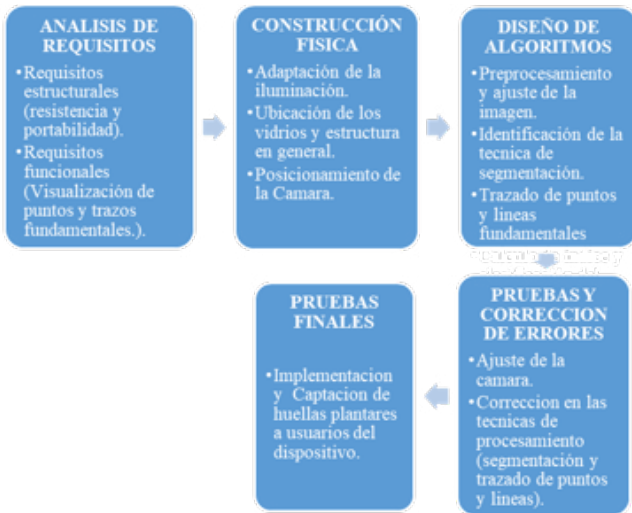 ANALISIS DE
REQUISITOS
•Requisitos
estructurales
(resistencia y
portabilidad).
•Requisitos
funcionales
(Visualización de
puntos y trazos
fundamentales.).
CONSTRUCCIÓN
FISICA
•Adaptación de la
iluminación.
•Ubicación de los
vidrios y estructura
en general.
•Posicionamiento de
la Camara.
DISEÑO DE
ALGORITMOS
•Preprocesamiento
y ajuste de la
imagen.
•Identificación de la
tecnica de
segmentación.
•Trazado de puntos
y lineas
fundamentales
PRUEBAS Y
CORRECCION
DE ERRORES
•Ajuste de la
camara.
•Correccion en las
tecnicas de
procesamiento
(segmentación y
trazado de puntos
y lineas).
PRUEBAS
FINALES
•Implementacion
y Captacion de
huellas plantares
a usuarios del
dispositivo.